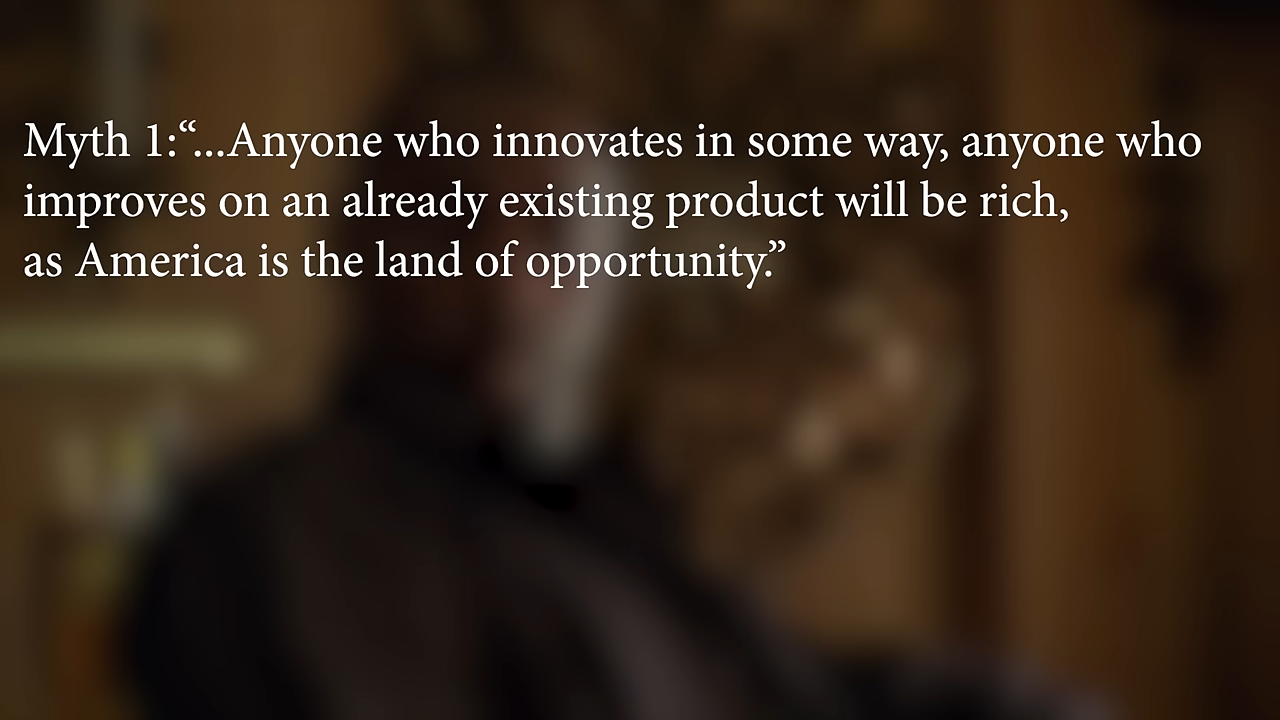 Myth 1:“...Anyone who innovates in some way, anyone who
improves on an already existing product will be rich,
as America is the land of opportunity.”